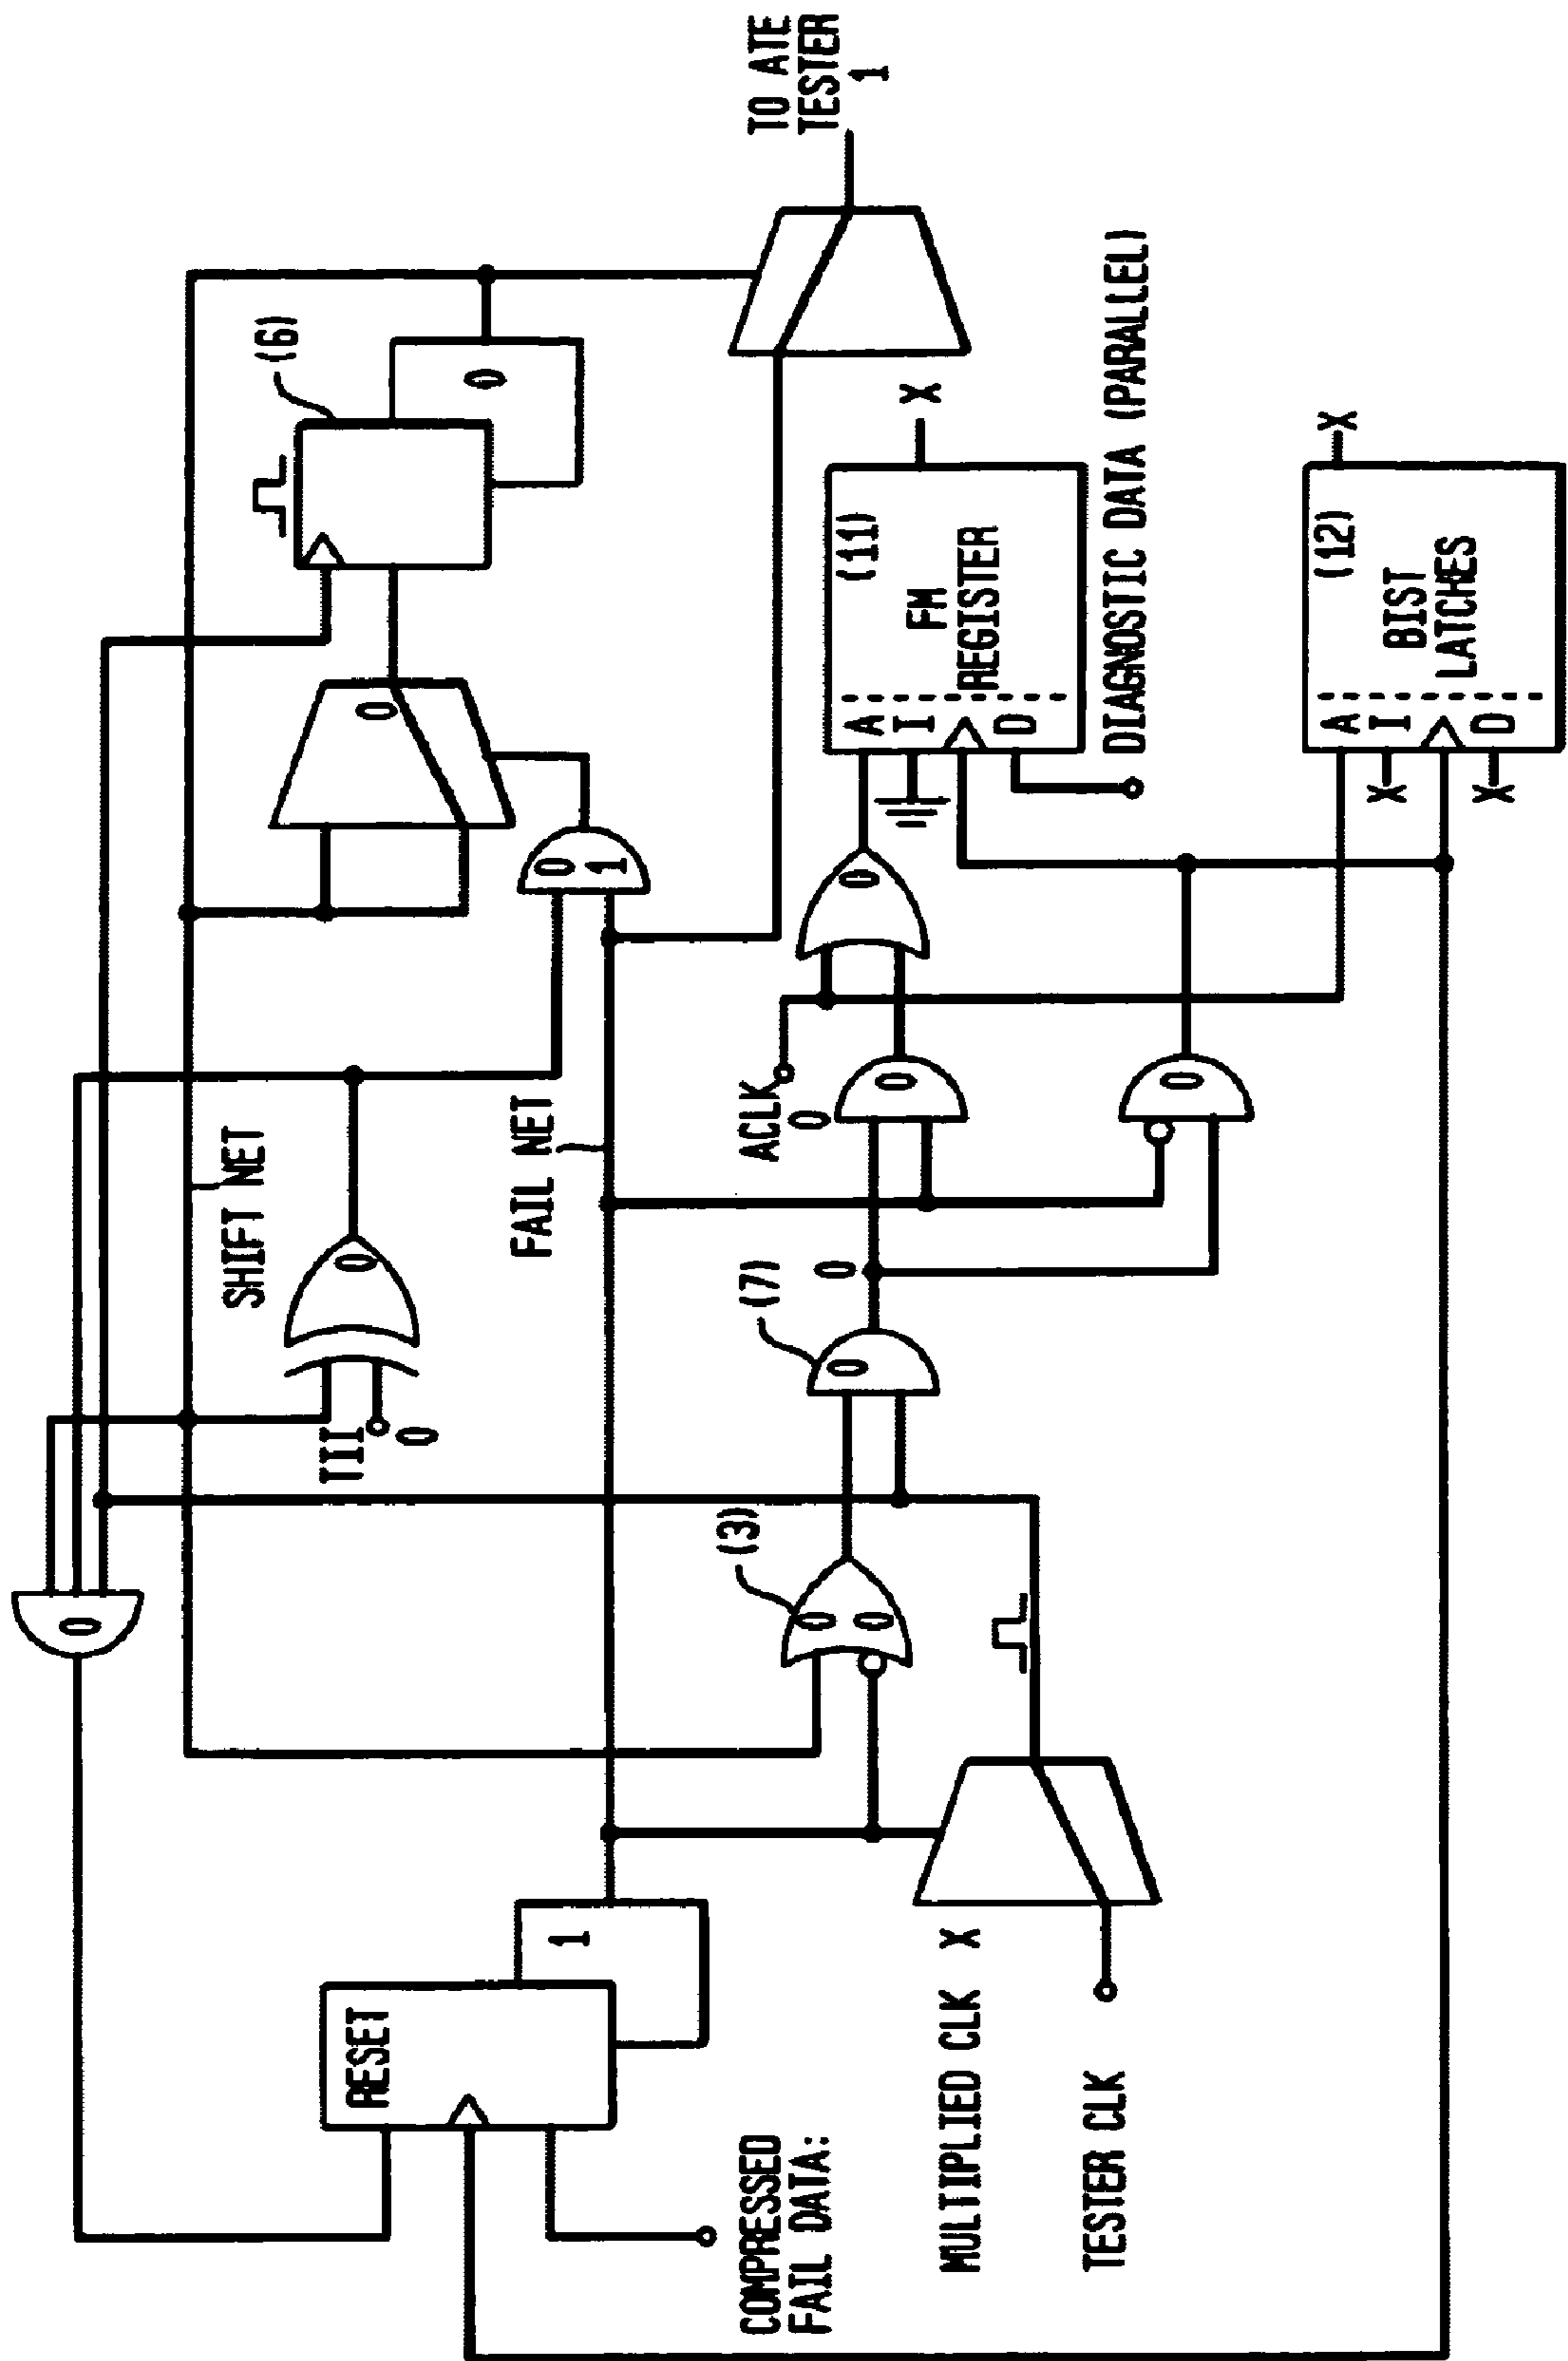 RESET
1
COMPRESSED
FAIL DATA:
MULTIPLIED CLK X
TESTER CLK
0
SHIFT NET
TII
0
0
FAIL NET
(3)
0
0
(7)
0
0
ACLK
0
0
0
0
0
1
0
(6)
0
TO ATE
TESTER
1
(11)
FM
REGISTER
A
I
D
X
DIAGNOSTIC DATA (PARALLEL)
(12)
BIST
LATCHES
A
I
D
X
X
X